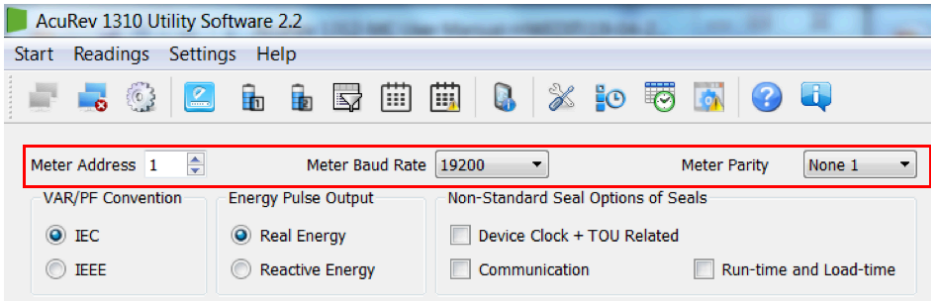 AcuRev 1310 Utility Software 2.2
Start Readings Settings Help
Meter Address 1 Meter Baud Rate 19200 Meter Parity None 1
VAR/PF Convention Energy Pulse Output Non-Standard Seal Options of Seals
IEC Real Energy Device Clock + TOU Related
IEEE Reactive Energy Communication Run-time and Load-time